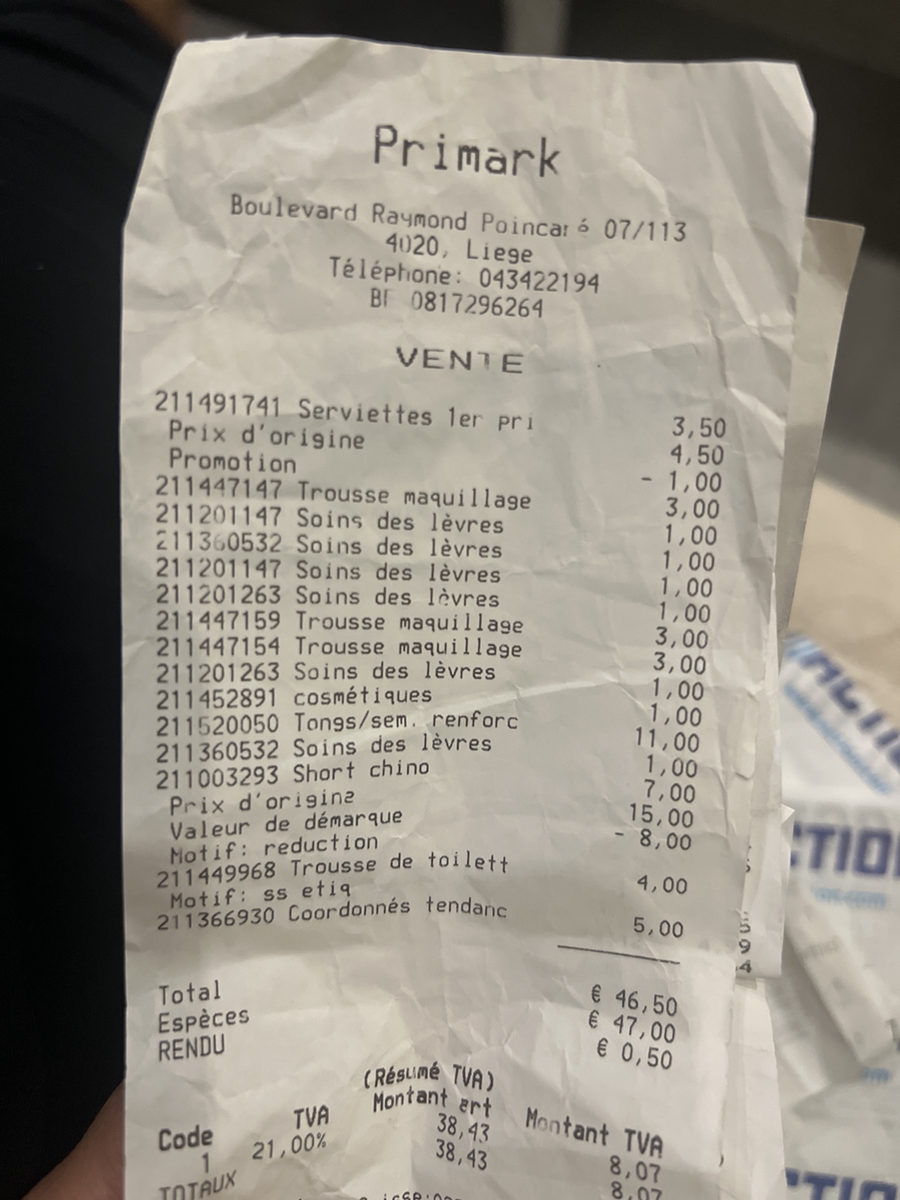 Primark
Boulevard Raymond Poincaré 07/113
4020, Liege
Téléphone: 043422194
BE 0817296264
VENTE
211491741 Serviettes 1er pri 3,50
Prix d'origine 4,50
Promotion - 1,00
211447147 Trousse maquillage 3,00
211201147 Soins des lèvres 1,00
211360532 Soins des lèvres 1,00
211201147 Soins des lèvres 1,00
211201263 Soins des lèvres 1,00
211447159 Trousse maquillage 3,00
211447154 Trousse maquillage 3,00
211201263 Soins des lèvres 1,00
211452891 cosmétiques 1,00
211520050 Tongs/sem. renforc 11,00
211360532 Soins des lèvres 1,00
211003293 Short chino 7,00
Prix d'origine 15,00
Valeur de démarque - 8,00
Motif: reduction
211449968 Trousse de toilett 4,00
Motif: ss etiq
211366930 Coordonnés tendanc 5,00
Total € 46,50
Espèces € 47,00
RENDU € 0,50
(Résumé TVA)
Code TVA Montant ert Montant TVA
1 21,00% 38,43 8,07
TOTAUX 38,43 8,07
5
9
4
CTION